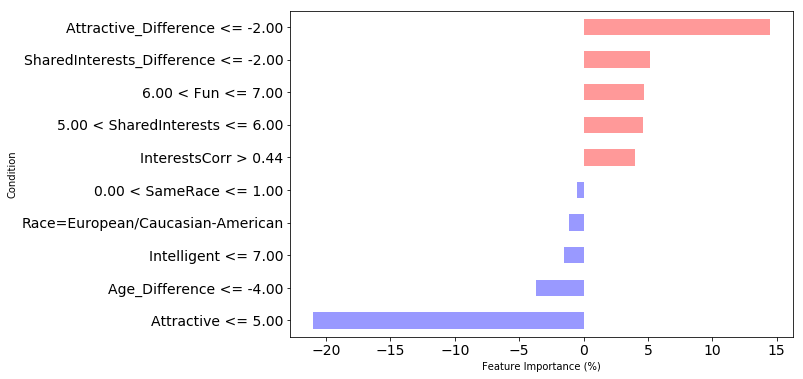 Attractive_Difference <= -2.00
SharedInterests_Difference <= -2.00
6.00 < Fun <= 7.00
5.00 < SharedInterests <= 6.00
InterestsCorr > 0.44
0.00 < SameRace <= 1.00
Race=European/Caucasian-American
Intelligent <= 7.00
Age_Difference <= -4.00
Attractive <= 5.00
Condition
−20 −15 −10 −5 0 5 10 15
Feature Importance (%)